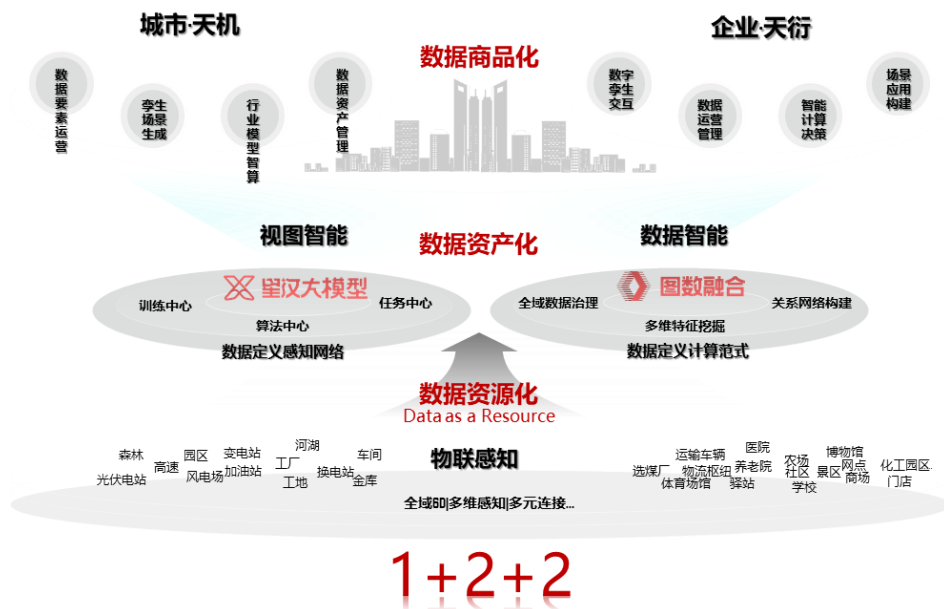 城市·天机
企业·天衍
数据要素运营
孪生场景生成
行业模型智算
数据资产管理
数据商品化
数字孪生交互
数据运营管理
智能计算决策
场景应用构建
视图智能
数据资产化
数据智能
星汉大模型
训练中心
任务中心
算法中心
数据定义感知网络
图数融合
全域数据治理
关系网络构建
多维特征挖掘
数据定义计算范式
数据资源化
Data as a Resource
物联感知
森林
光伏电站
高速
园区
风电场
变电站
加油站
河湖
工厂
工地
换电站
车间
金库
选煤厂
运输车辆
物流枢纽
体育场馆
医院
养老院
驿站
农场
社区
学校
博物馆
景区
网点
商场
化工园区
门店
全域6D|多维感知|多元连接...
1+2+2